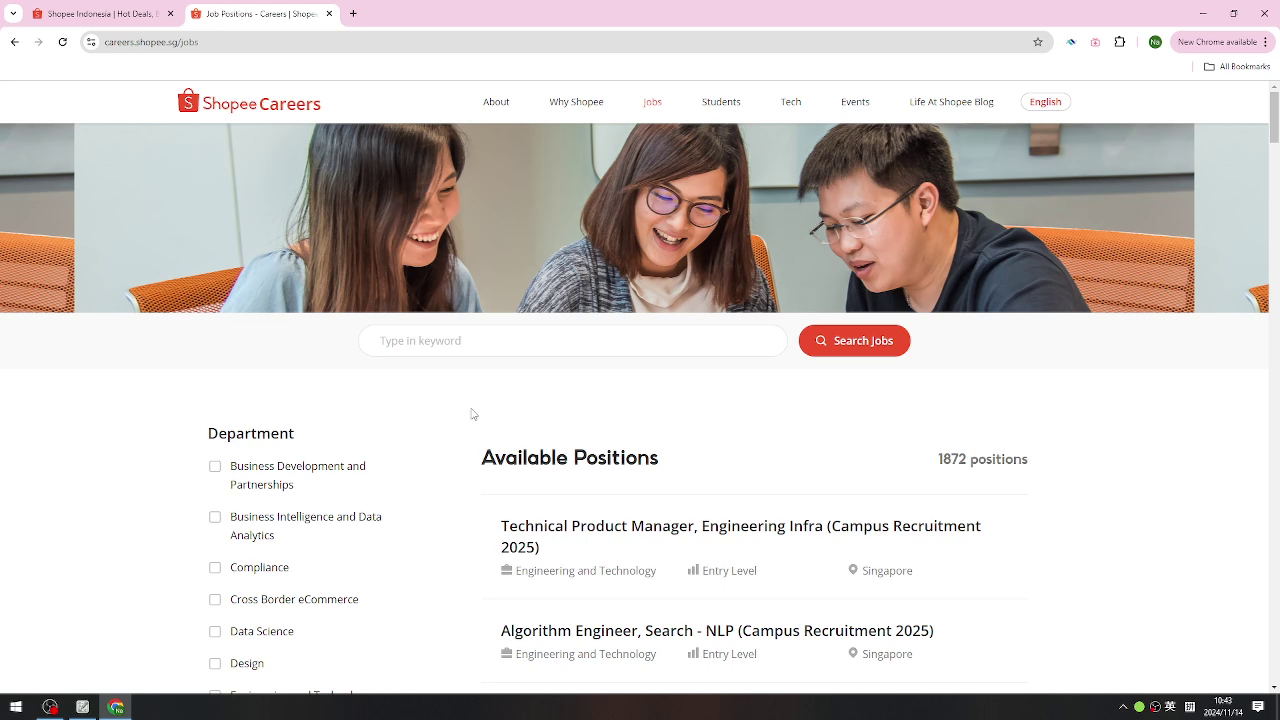 Shopee Indonesia | Hot Deals, 
Job Positions - Careers | Shopee
careers.shopee.sg/jobs
Na
New Chrome available
All Bookmarks
Shopee Careers
About
Why Shopee
Jobs
Students
Tech
Events
Life At Shopee Blog
English
Type in keyword
Search Jobs
Department
Business Development and
Partnerships
Business Intelligence and Data
Analytics
Compliance
Cross Border eCommerce
Data Science
Design
Available Positions
1872 positions
Technical Product Manager, Engineering Infra (Campus Recruitment
2025)
Engineering and Technology
Entry Level
Singapore
Algorithm Engineer, Search - NLP (Campus Recruitment 2025)
Engineering and Technology
Entry Level
Singapore
英
拼
10:43
2024/11/14